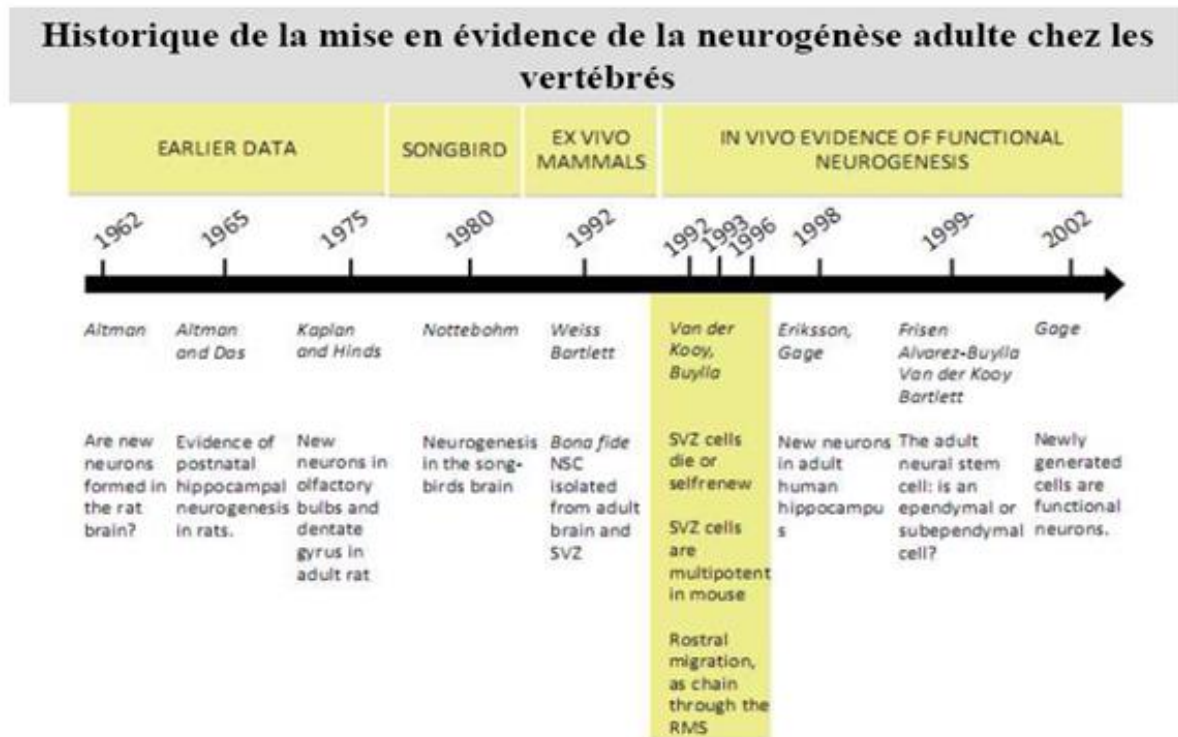 Historique de la mise en évidence de la neurogénèse adulte chez les
vertébrés
EARLIER DATA
SONGBIRD
EX VIVO
MAMMALS
IN VIVO EVIDENCE OF FUNCTIONAL
NEUROGENESIS
1962
1965
1975
1980
1992
1992
1993
1996
1998
1999-
2002
Altman
Altman
and Das
Kaplan
and Hinds
Nottebohm
Weiss
Bartlett
Van der
Kooy,
Buylla
Eriksson,
Gage
Frisen
Alvarez-Buylla
Van der Kooy
Bartlett
Gage
Are new
neurons
formed in
the rat
brain?
Evidence of
postnatal
hippocampal
neurogenesis
in rats.
New
neurons in
olfactory
bulbs and
dentate
gyrus in
adult rat
Neurogenesis
in the song-
birds brain
Bona fide
NSC
isolated
from adult
brain and
SVZ
SVZ cells
die or
selfrenew
SVZ cells
are
multipotent
in mouse
Rostral
migration,
as chain
through the
RMS
New neurons
in adult
human
hippocampu
s
The adult
neural stem
cell: is an
ependymal or
subependymal
cell?
Newly
generated
cells are
functional
neurons.